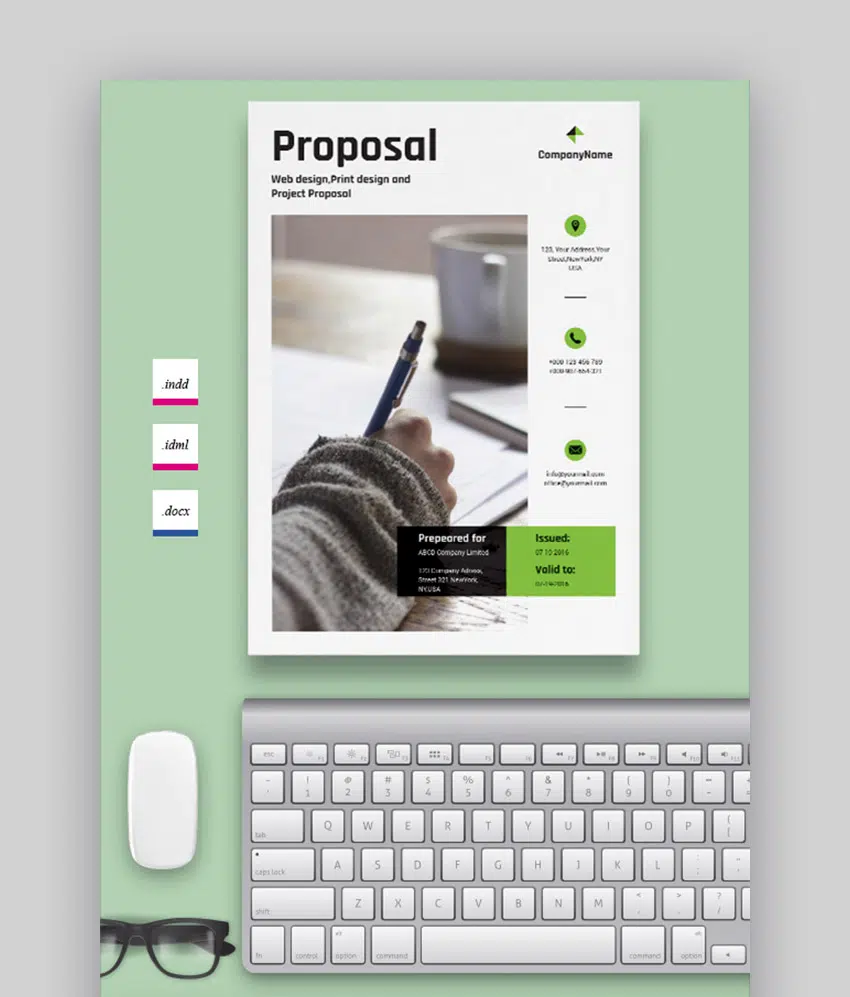 Proposal
Web design,Print design and
Project Proposal
CompanyName
123, Your Address,Your
Street,NewYork,NY
USA
+000 123 456 789
+000-987-654-321
info@yourmail.com
office@yourmail.com
Prepeared for
ABCD Company Limited
123 Company Adress,
Street 321 NewYork,
NY,USA
Issued:
07-10-2016
Valid to:
07-19-2016
.indd
.idml
.docx
esc F1 F2 F3 F4 F5 F6 F7 F8 F9 F10 F11
~ ! @ # $ % ^ & * ( ) –
` 1 2 3 4 5 6 7 8 9 0 -
tab Q W E R T Y U I O P { [
caps lock A S D F G H J K L : ;
shift Z X C V B N M < , > . ? /
fn control alt option command command alt option